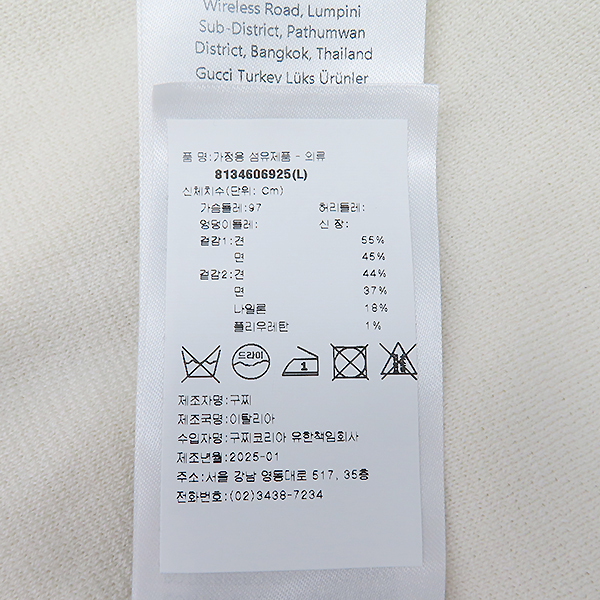 Wireless Road, Lumpini
Sub-District, Pathumwan
District, Bangkok, Thailand
Gucci Turkey Lüks Ürünler
품 명:가정용 섬유제품 - 의류
8134606925(L)
신체치수(단위: Cm)
가슴둘레:97 허리둘레:
엉덩이둘레: 신 장:
겉감1:견 55%
면 45%
겉감2:견 44%
면 37%
나일론 18%
폴리우레탄 1%
드라이
1
제조자명:구찌
제조국명:이탈리아
수입자명:구찌코리아 유한책임회사
제조년월:2025-01
주소:서울 강남 영동대로 517, 35층
전화번호:(02)3438-7234